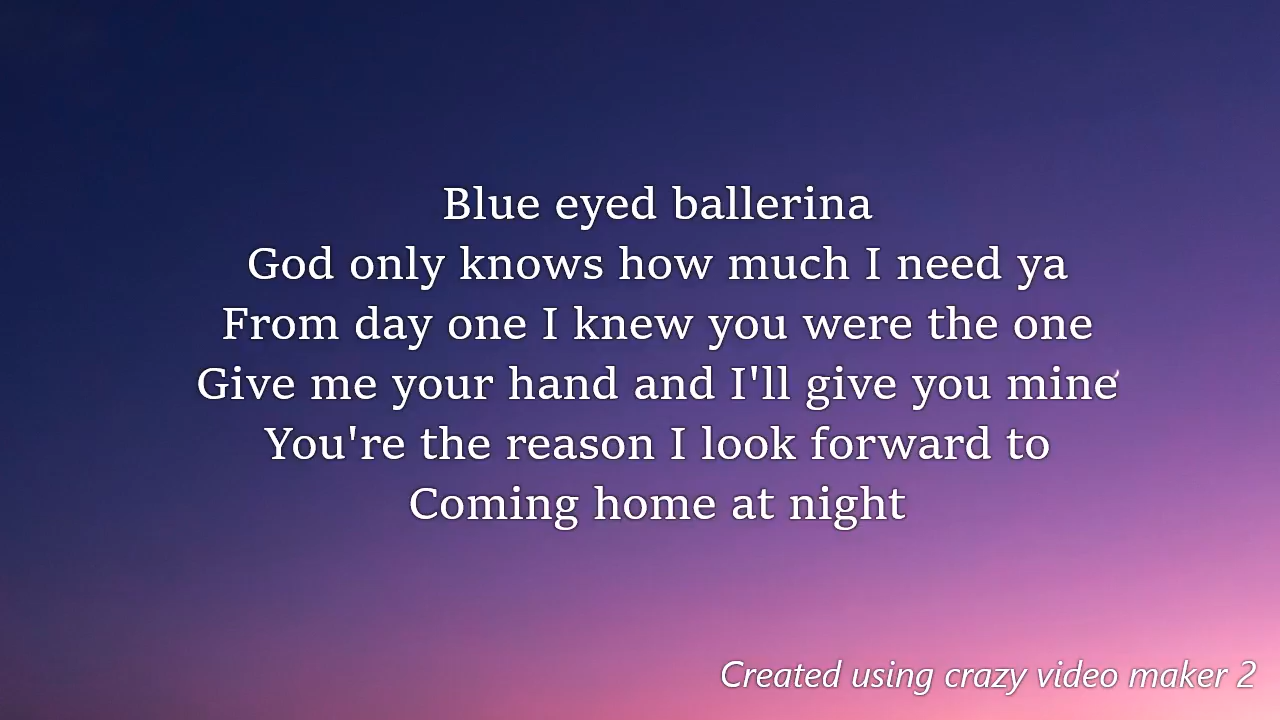 Blue eyed ballerina
God only knows how much I need ya
From day one I knew you were the one
Give me your hand and I'll give you mine
You're the reason I look forward to
Coming home at night
Created using crazy video maker 2